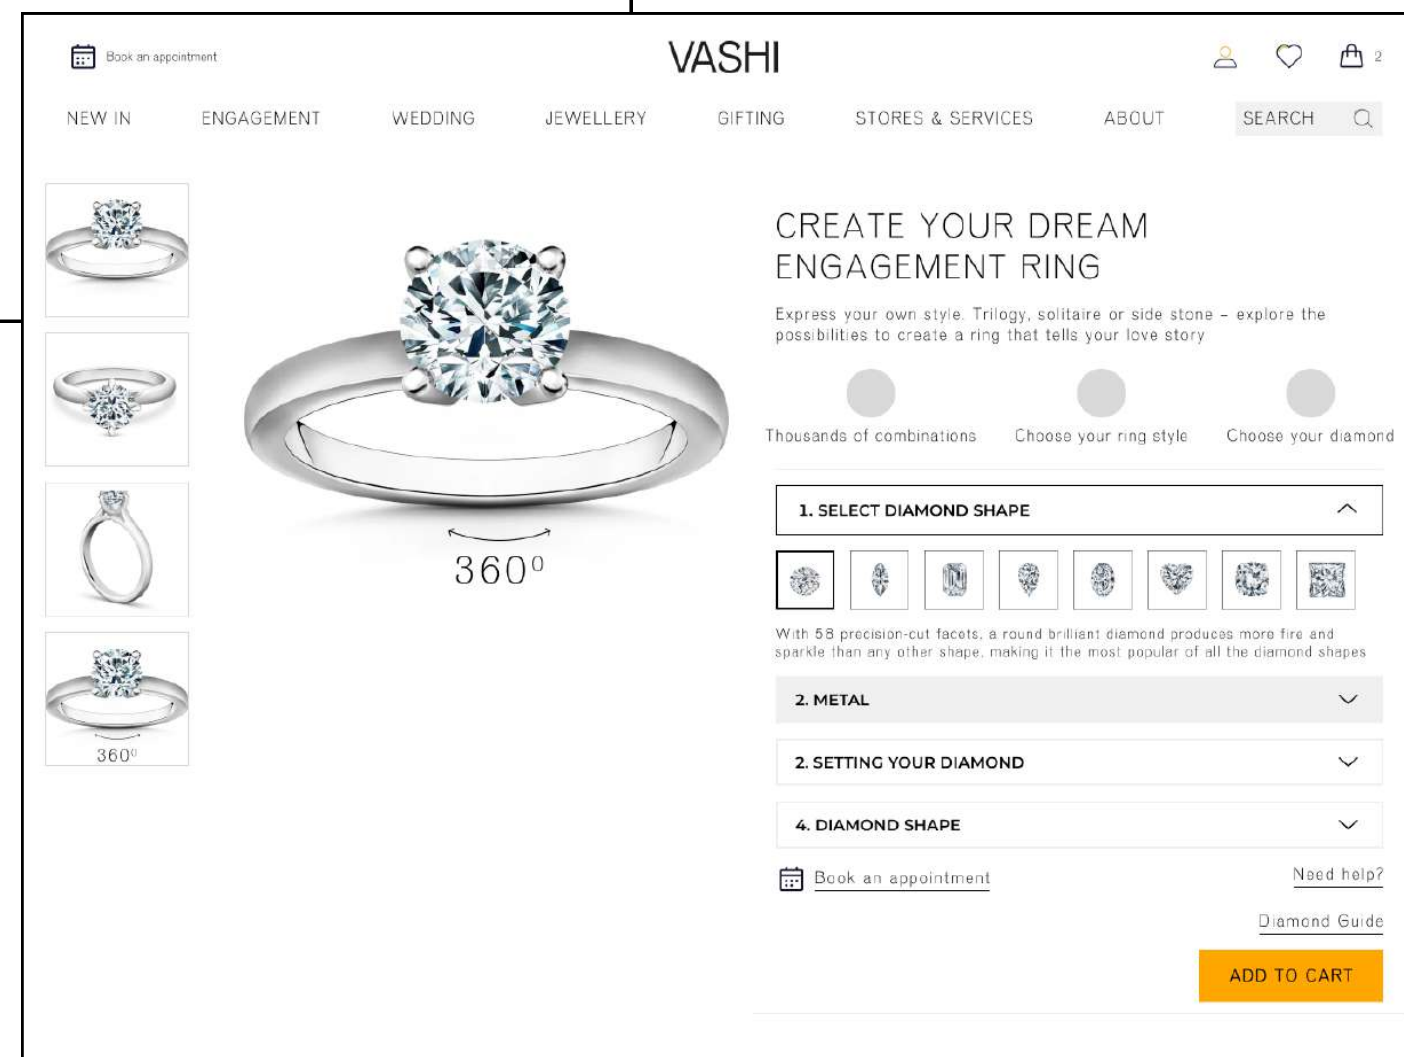 Book an appointment
VASHI
2
NEW IN ENGAGEMENT WEDDING JEWELLERY GIFTING STORES & SERVICES ABOUT SEARCH
CREATE YOUR DREAM
ENGAGEMENT RING
Express your own style. Trilogy, solitaire or side stone – explore the
possibilities to create a ring that tells your love story
Thousands of combinations
Choose your ring style
Choose your diamond
1. SELECT DIAMOND SHAPE
With 58 precision-cut facets, a round brilliant diamond produces more fire and
sparkle than any other shape, making it the most popular of all the diamond shapes
2. METAL
2. SETTING YOUR DIAMOND
4. DIAMOND SHAPE
Book an appointment
Need help?
Diamond Guide
ADD TO CART
360⁰
360⁰